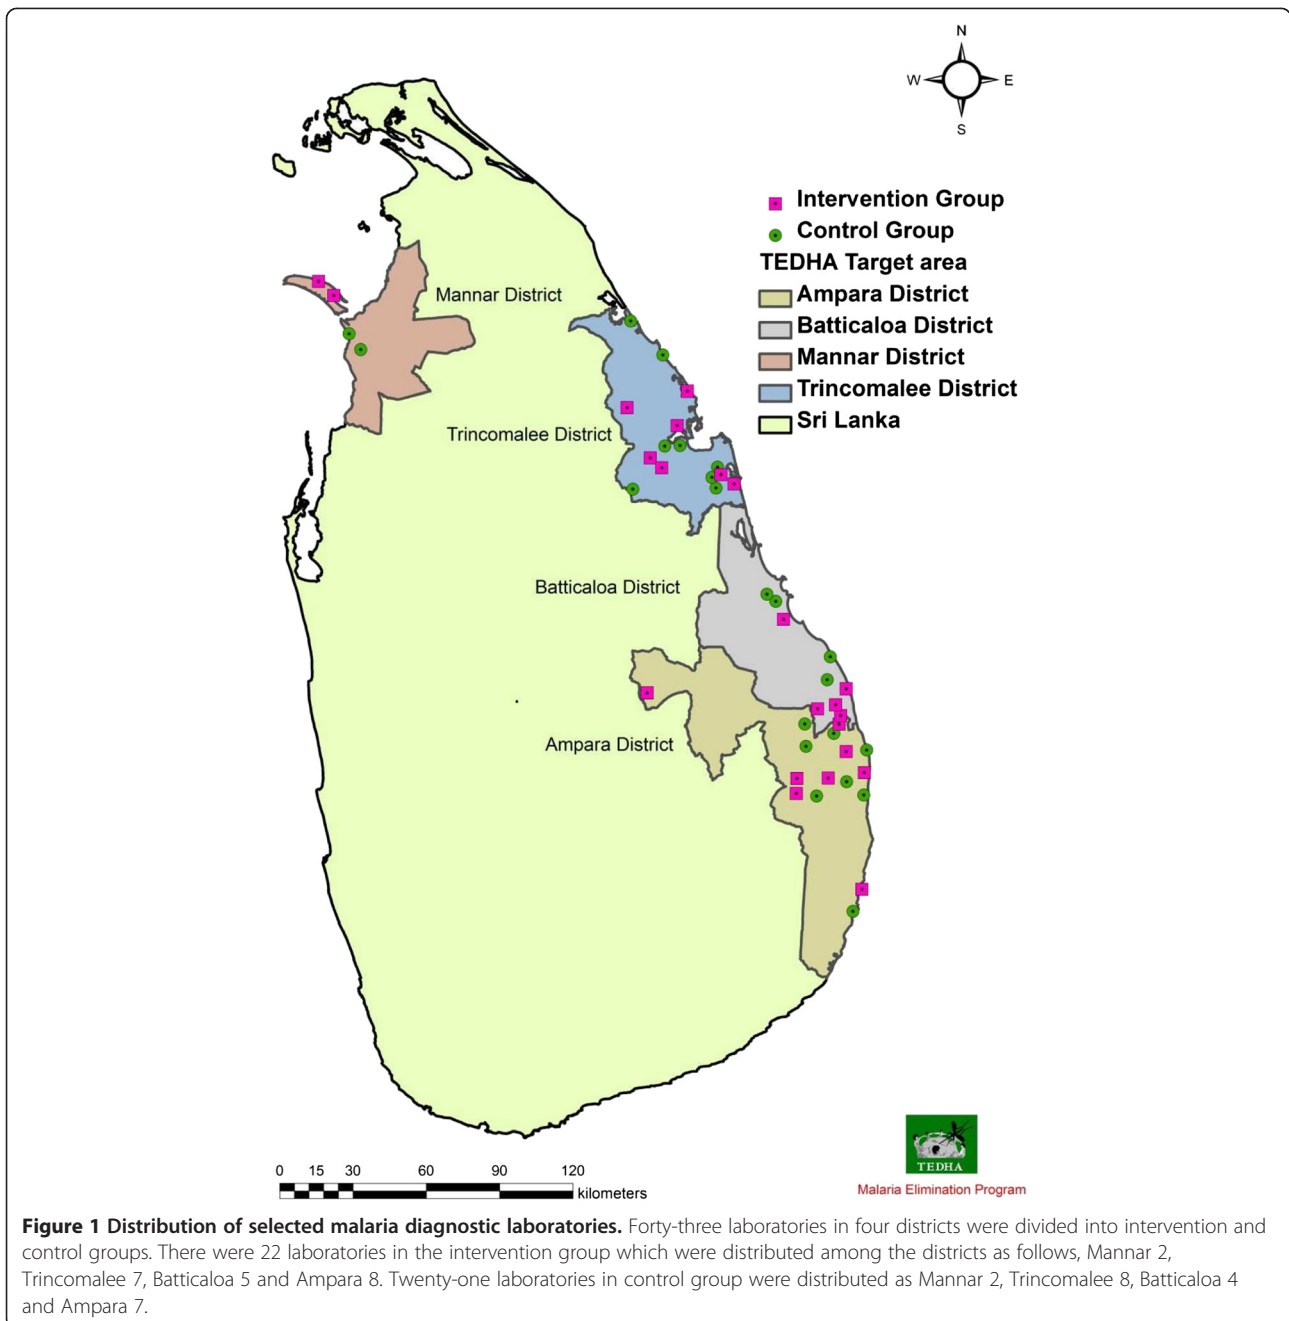 N
W
E
S
Intervention Group
Control Group
TEDHA Target area
Ampara District
Batticaloa District
Mannar District
Trincomalee District
Sri Lanka
Mannar District
Trincomalee District
Batticaloa District
Ampara District
0 15 30 60 90 120
kilometers
TEDHA
Malaria Elimination Program
Figure 1 Distribution of selected malaria diagnostic laboratories. Forty-three laboratories in four districts were divided into intervention and
control groups. There were 22 laboratories in the intervention group which were distributed among the districts as follows, Mannar 2,
Trincomalee 7, Batticaloa 5 and Ampara 8. Twenty-one laboratories in control group were distributed as Mannar 2, Trincomalee 8, Batticaloa 4
and Ampara 7.